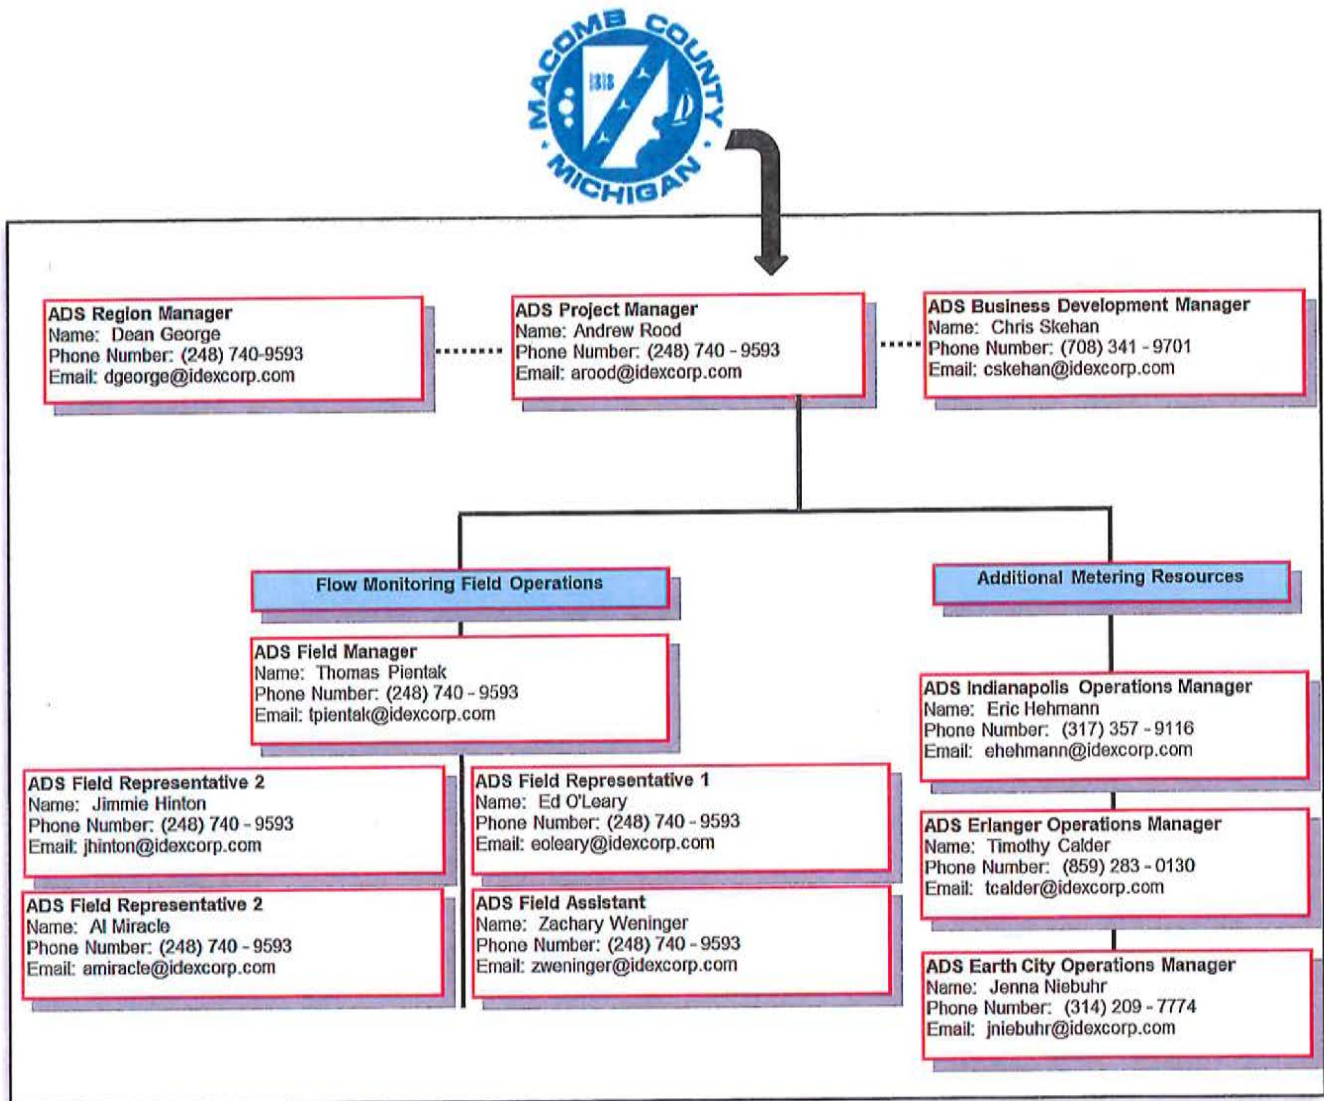 MACOMB COUNTY
· MICHIGAN ·
1818
ADS Region Manager
Name: Dean George
Phone Number: (248) 740-9593
Email: dgeorge@idexcorp.com
ADS Project Manager
Name: Andrew Rood
Phone Number: (248) 740 - 9593
Email: arood@idexcorp.com
ADS Business Development Manager
Name: Chris Skehan
Phone Number: (708) 341 - 9701
Email: cskehan@idexcorp.com
Flow Monitoring Field Operations
ADS Field Manager
Name: Thomas Pientak
Phone Number: (248) 740 - 9593
Email: tpientak@idexcorp.com
ADS Field Representative 2
Name: Jimmie Hinton
Phone Number: (248) 740 - 9593
Email: jhinton@idexcorp.com
ADS Field Representative 1
Name: Ed O'Leary
Phone Number: (248) 740 - 9593
Email: eoleary@idexcorp.com
ADS Field Representative 2
Name: Al Miracle
Phone Number: (248) 740 - 9593
Email: amiracle@idexcorp.com
ADS Field Assistant
Name: Zachary Weninger
Phone Number: (248) 740 - 9593
Email: zweninger@idexcorp.com
Additional Metering Resources
ADS Indianapolis Operations Manager
Name: Eric Hehmann
Phone Number: (317) 357 - 9116
Email: ehehmann@idexcorp.com
ADS Erlanger Operations Manager
Name: Timothy Calder
Phone Number: (859) 283 - 0130
Email: tcalder@idexcorp.com
ADS Earth City Operations Manager
Name: Jenna Niebuhr
Phone Number: (314) 209 - 7774
Email: jniebuhr@idexcorp.com